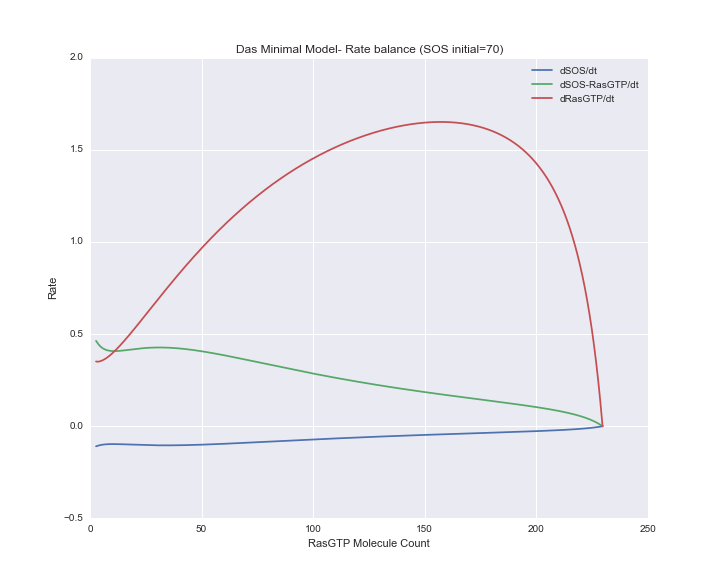 Das Minimal Model- Rate balance (SOS initial=70)
2.0
dSOS/dt
dSOS-RasGTP/dt
dRasGTP/dt
1.5
1.0
Rate
0.5
0.0
−0.5
0 50 100 150 200 250
RasGTP Molecule Count